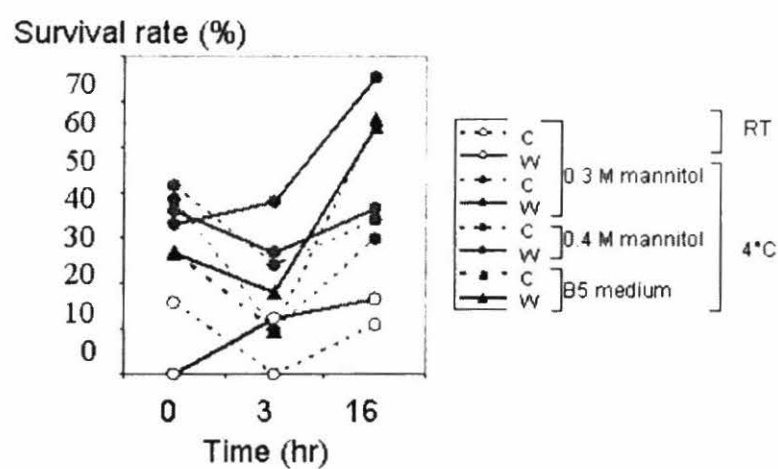 Survival rate (%)
70
60
50
40
30
20
10
0
0 3 16
Time (hr)
C
W
C
W
C
W
C
W
0.3 M mannitol
0.4 M mannitol
B5 medium
RT
4°C